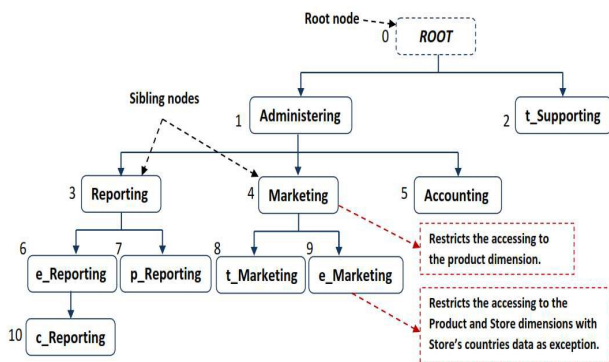 Root node
0
ROOT
Sibling nodes
1
Administering
2
t_Supporting
3
Reporting
4
Marketing
5
Accounting
6
e_Reporting
7
p_Reporting
8
t_Marketing
9
e_Marketing
Restricts the accessing to
the product dimension.
10
c_Reporting
Restricts the accessing to the
Product and Store dimensions with
Store's countries data as exception.